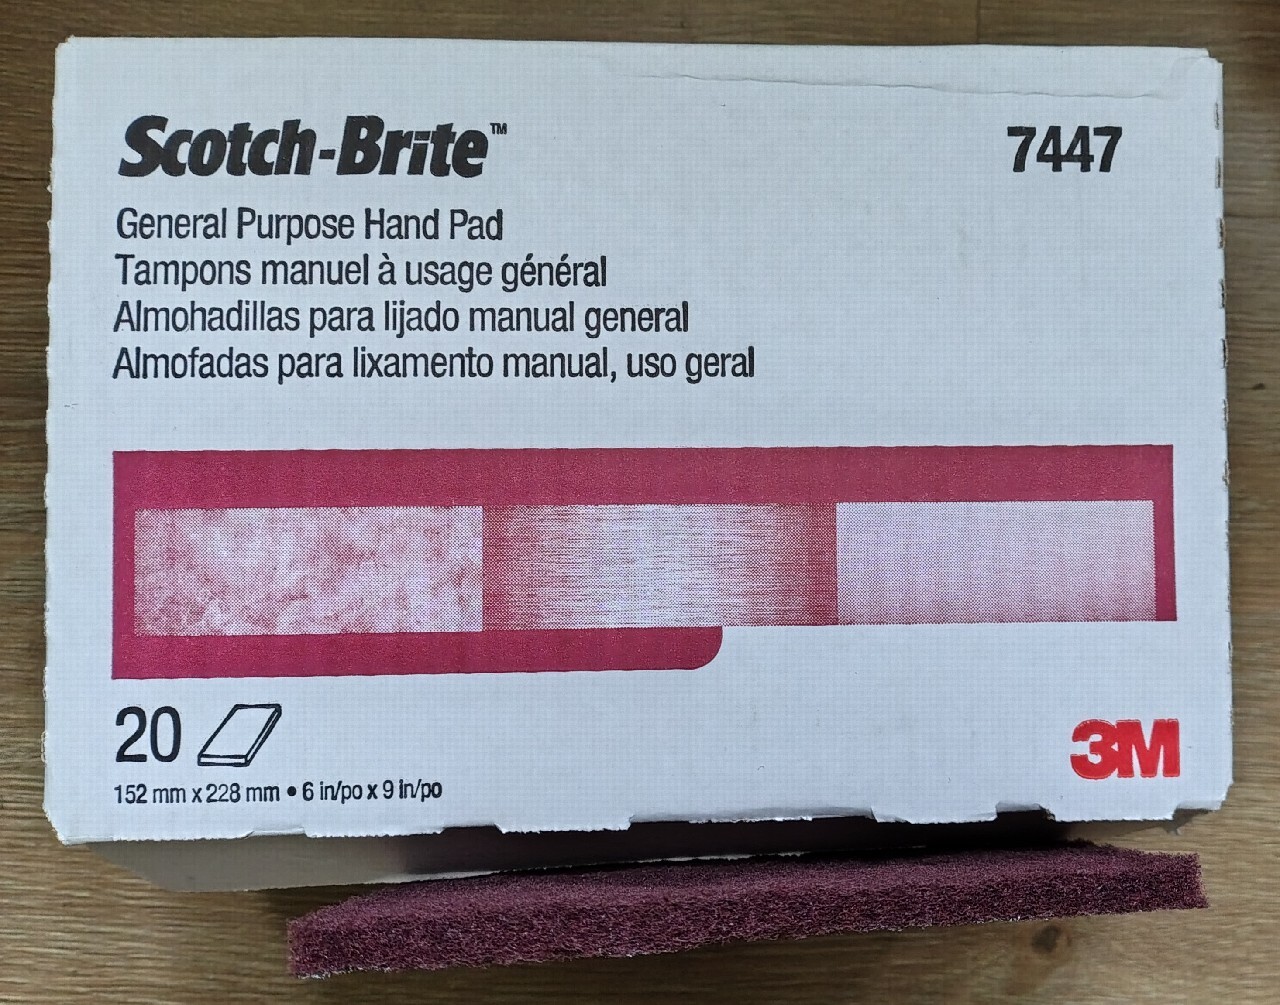 Scotch-Brite™
7447
General Purpose Hand Pad
Tampons manuel à usage général
Almohadillas para lijado manual general
Almofadas para lixamento manual, uso geral
20
152 mm x 228 mm • 6 in/po x 9 in/po
3M